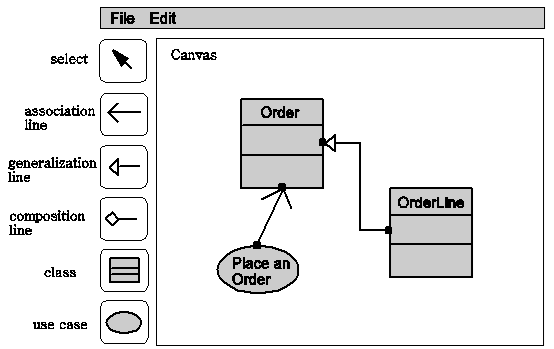 File Edit
select
Canvas
association
line
Order
generalization
line
OrderLine
composition
line
class
Place an
Order
use case